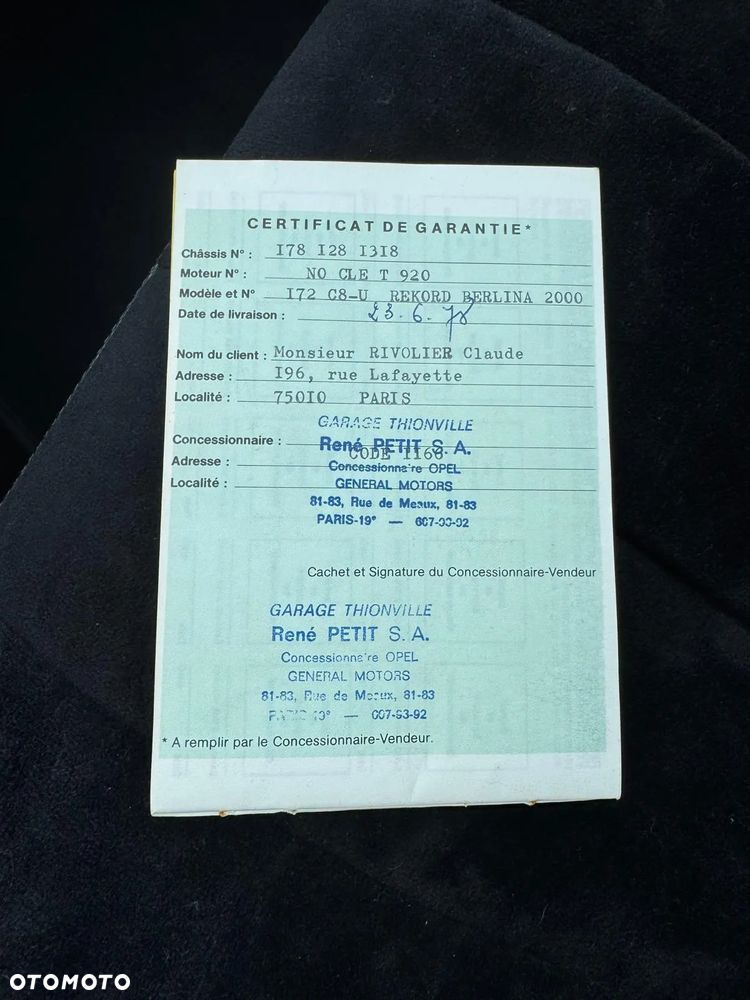 CERTIFICAT DE GARANTIE*
Châssis N° : I78 I28 I3I8
Moteur N° : NO CLE T 920
Modèle et N° I72 C8-U REKORD BERLINA 2000
Date de livraison : 23.6.78
Nom du client : Monsieur RIVOLIER Claude
Adresse : I96, rue Lafayette
Localité : 750I0 PARIS
GARAGE THIONVILLE
Concessionnaire : René PETIT S. A.
CODE 1166
Adresse : Concessionnaire OPEL
Localité : GENERAL MOTORS
81-83, Rue de Meaux, 81-83
PARIS-19° — 607-93-92
Cachet et Signature du Concessionnaire-Vendeur
GARAGE THIONVILLE
René PETIT S. A.
Concessionnaire OPEL
GENERAL MOTORS
81-83, Rue de Meaux, 81-83
PARIS-19° — 607-93-92
* A remplir par le Concessionnaire-Vendeur.
OTOMOTO